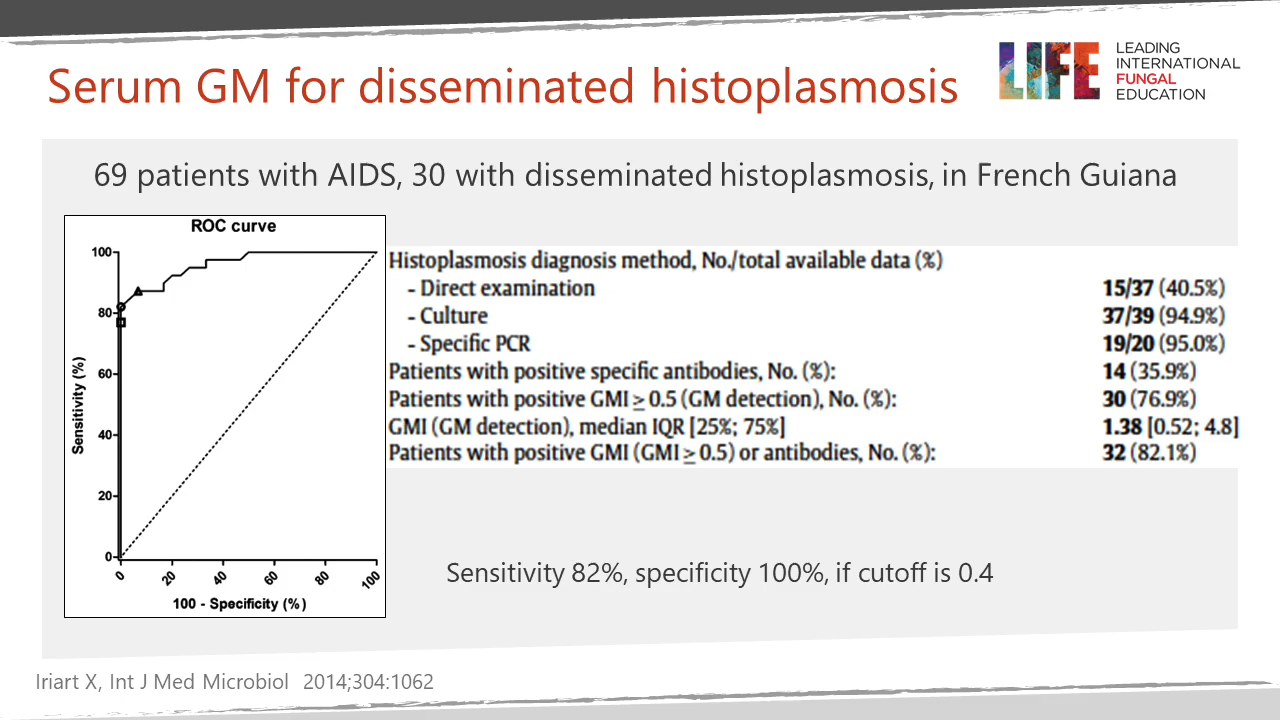 Serum GM for disseminated histoplasmosis
LIFE
LEADING
INTERNATIONAL
FUNGAL
EDUCATION
69 patients with AIDS, 30 with disseminated histoplasmosis, in French Guiana
ROC curve
100
80
60
40
20
0
Sensitivity (%)
0 20 40 60 80 100
100 - Specificity (%)
Histoplasmosis diagnosis method, No./total available data (%)
- Direct examination 15/37 (40.5%)
- Culture 37/39 (94.9%)
- Specific PCR 19/20 (95.0%)
Patients with positive specific antibodies, No. (%): 14 (35.9%)
Patients with positive GMI ≥ 0.5 (GM detection), No. (%): 30 (76.9%)
GMI (GM detection), median IQR [25%; 75%] 1.38 [0.52; 4.8]
Patients with positive GMI (GMI ≥ 0.5) or antibodies, No. (%): 32 (82.1%)
Sensitivity 82%, specificity 100%, if cutoff is 0.4
Iriart X, Int J Med Microbiol 2014;304:1062